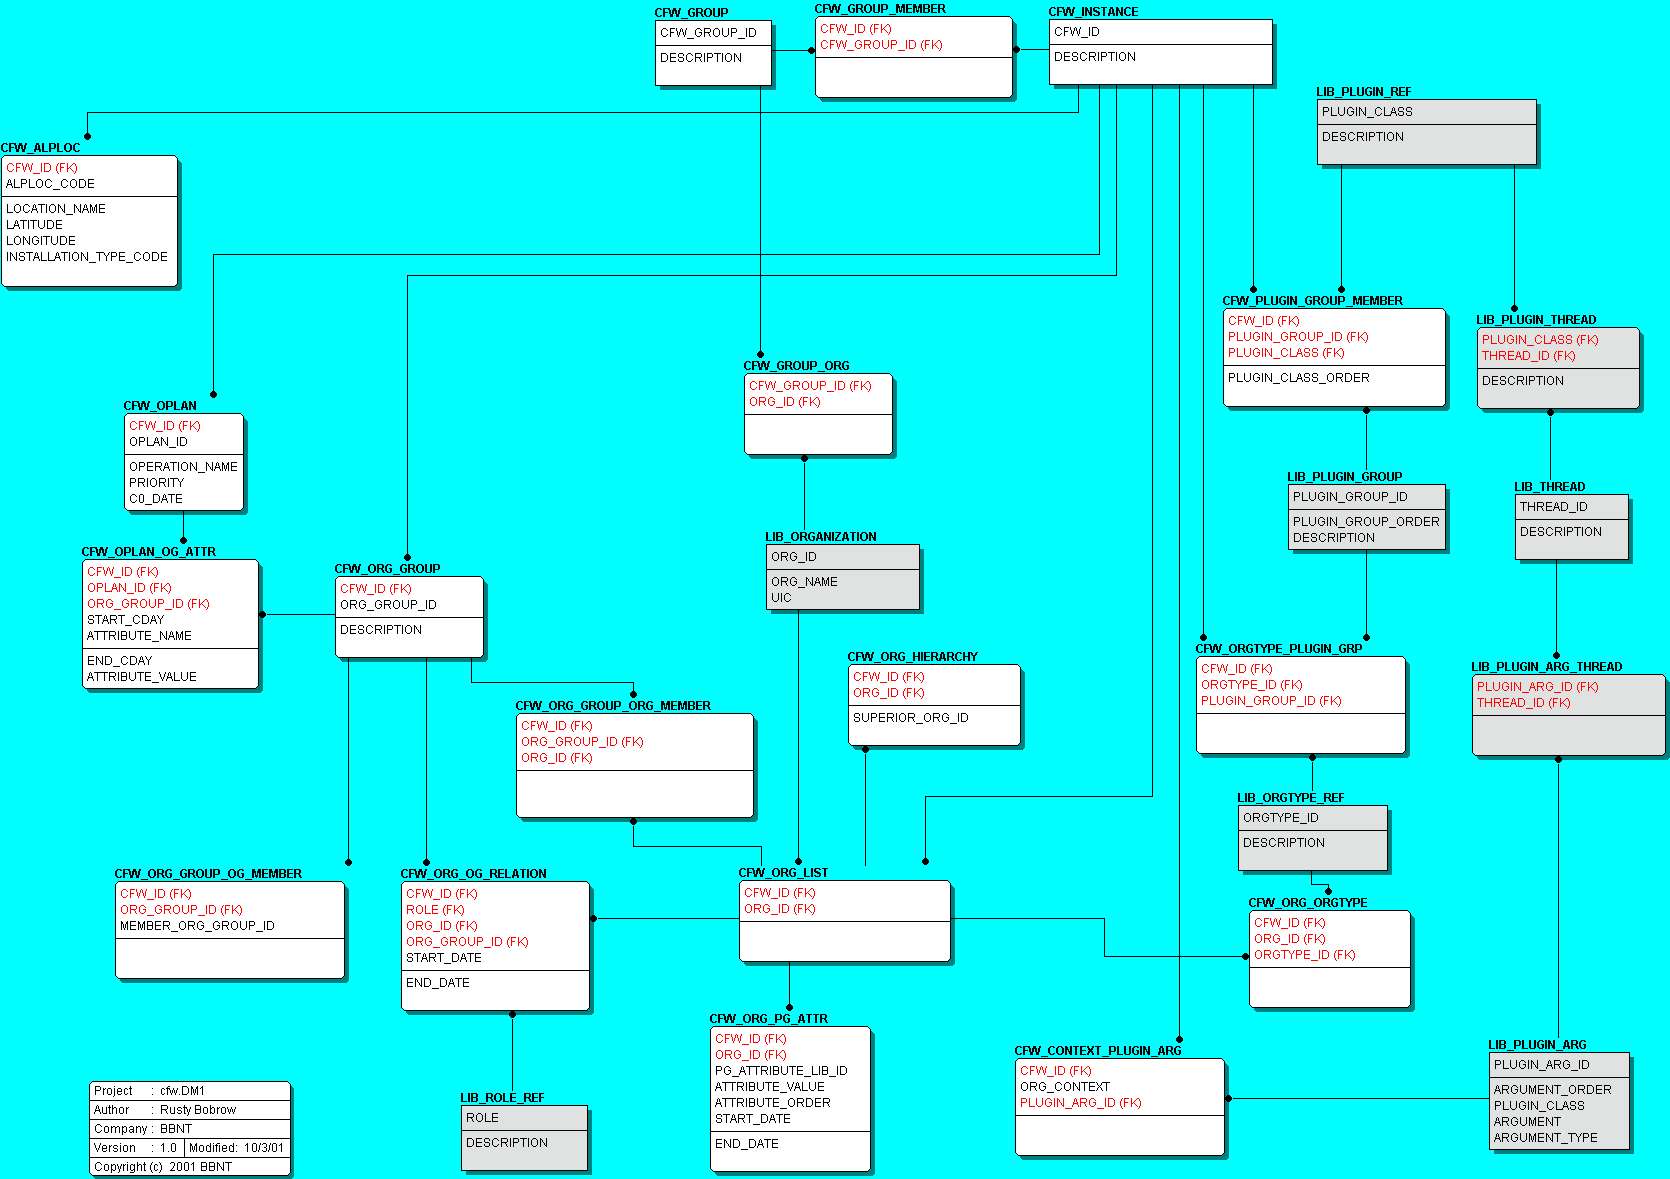 CFW_GROUP
CFW_GROUP_ID
DESCRIPTION
CFW_GROUP_MEMBER
CFW_ID (FK)
CFW_GROUP_ID (FK)
CFW_INSTANCE
CFW_ID
DESCRIPTION
LIB_PLUGIN_REF
PLUGIN_CLASS
DESCRIPTION
CFW_ALPLOC
CFW_ID (FK)
ALPLOC_CODE
LOCATION_NAME
LATITUDE
LONGITUDE
INSTALLATION_TYPE_CODE
CFW_PLUGIN_GROUP_MEMBER
CFW_ID (FK)
PLUGIN_GROUP_ID (FK)
PLUGIN_CLASS (FK)
PLUGIN_CLASS_ORDER
LIB_PLUGIN_THREAD
PLUGIN_CLASS (FK)
THREAD_ID (FK)
DESCRIPTION
CFW_GROUP_ORG
CFW_GROUP_ID (FK)
ORG_ID (FK)
CFW_OPLAN
CFW_ID (FK)
OPLAN_ID
OPERATION_NAME
PRIORITY
C0_DATE
LIB_PLUGIN_GROUP
PLUGIN_GROUP_ID
PLUGIN_GROUP_ORDER
DESCRIPTION
LIB_THREAD
THREAD_ID
DESCRIPTION
LIB_ORGANIZATION
ORG_ID
ORG_NAME
UIC
CFW_OPLAN_OG_ATTR
CFW_ID (FK)
OPLAN_ID (FK)
ORG_GROUP_ID (FK)
START_CDAY
ATTRIBUTE_NAME
END_CDAY
ATTRIBUTE_VALUE
CFW_ORG_GROUP
CFW_ID (FK)
ORG_GROUP_ID
DESCRIPTION
CFW_ORG_HIERARCHY
CFW_ID (FK)
ORG_ID (FK)
SUPERIOR_ORG_ID
CFW_ORGTYPE_PLUGIN_GRP
CFW_ID (FK)
ORGTYPE_ID (FK)
PLUGIN_GROUP_ID (FK)
LIB_PLUGIN_ARG_THREAD
PLUGIN_ARG_ID (FK)
THREAD_ID (FK)
CFW_ORG_GROUP_ORG_MEMBER
CFW_ID (FK)
ORG_GROUP_ID (FK)
ORG_ID (FK)
LIB_ORGTYPE_REF
ORGTYPE_ID
DESCRIPTION
CFW_ORG_GROUP_OG_MEMBER
CFW_ID (FK)
ORG_GROUP_ID (FK)
MEMBER_ORG_GROUP_ID
CFW_ORG_OG_RELATION
CFW_ID (FK)
ROLE (FK)
ORG_ID (FK)
ORG_GROUP_ID (FK)
START_DATE
END_DATE
CFW_ORG_LIST
CFW_ID (FK)
ORG_ID (FK)
CFW_ORG_ORGTYPE
CFW_ID (FK)
ORG_ID (FK)
ORGTYPE_ID (FK)
CFW_ORG_PG_ATTR
CFW_ID (FK)
ORG_ID (FK)
PG_ATTRIBUTE_LIB_ID
ATTRIBUTE_VALUE
ATTRIBUTE_ORDER
START_DATE
END_DATE
CFW_CONTEXT_PLUGIN_ARG
CFW_ID (FK)
ORG_CONTEXT
PLUGIN_ARG_ID (FK)
LIB_PLUGIN_ARG
PLUGIN_ARG_ID
ARGUMENT_ORDER
PLUGIN_CLASS
ARGUMENT
ARGUMENT_TYPE
LIB_ROLE_REF
ROLE
DESCRIPTION
Project : cfw.DM1
Author : Rusty Bobrow
Company : BBNT
Version : 1.0 Modified: 10/3/01
Copyright (c) 2001 BBNT